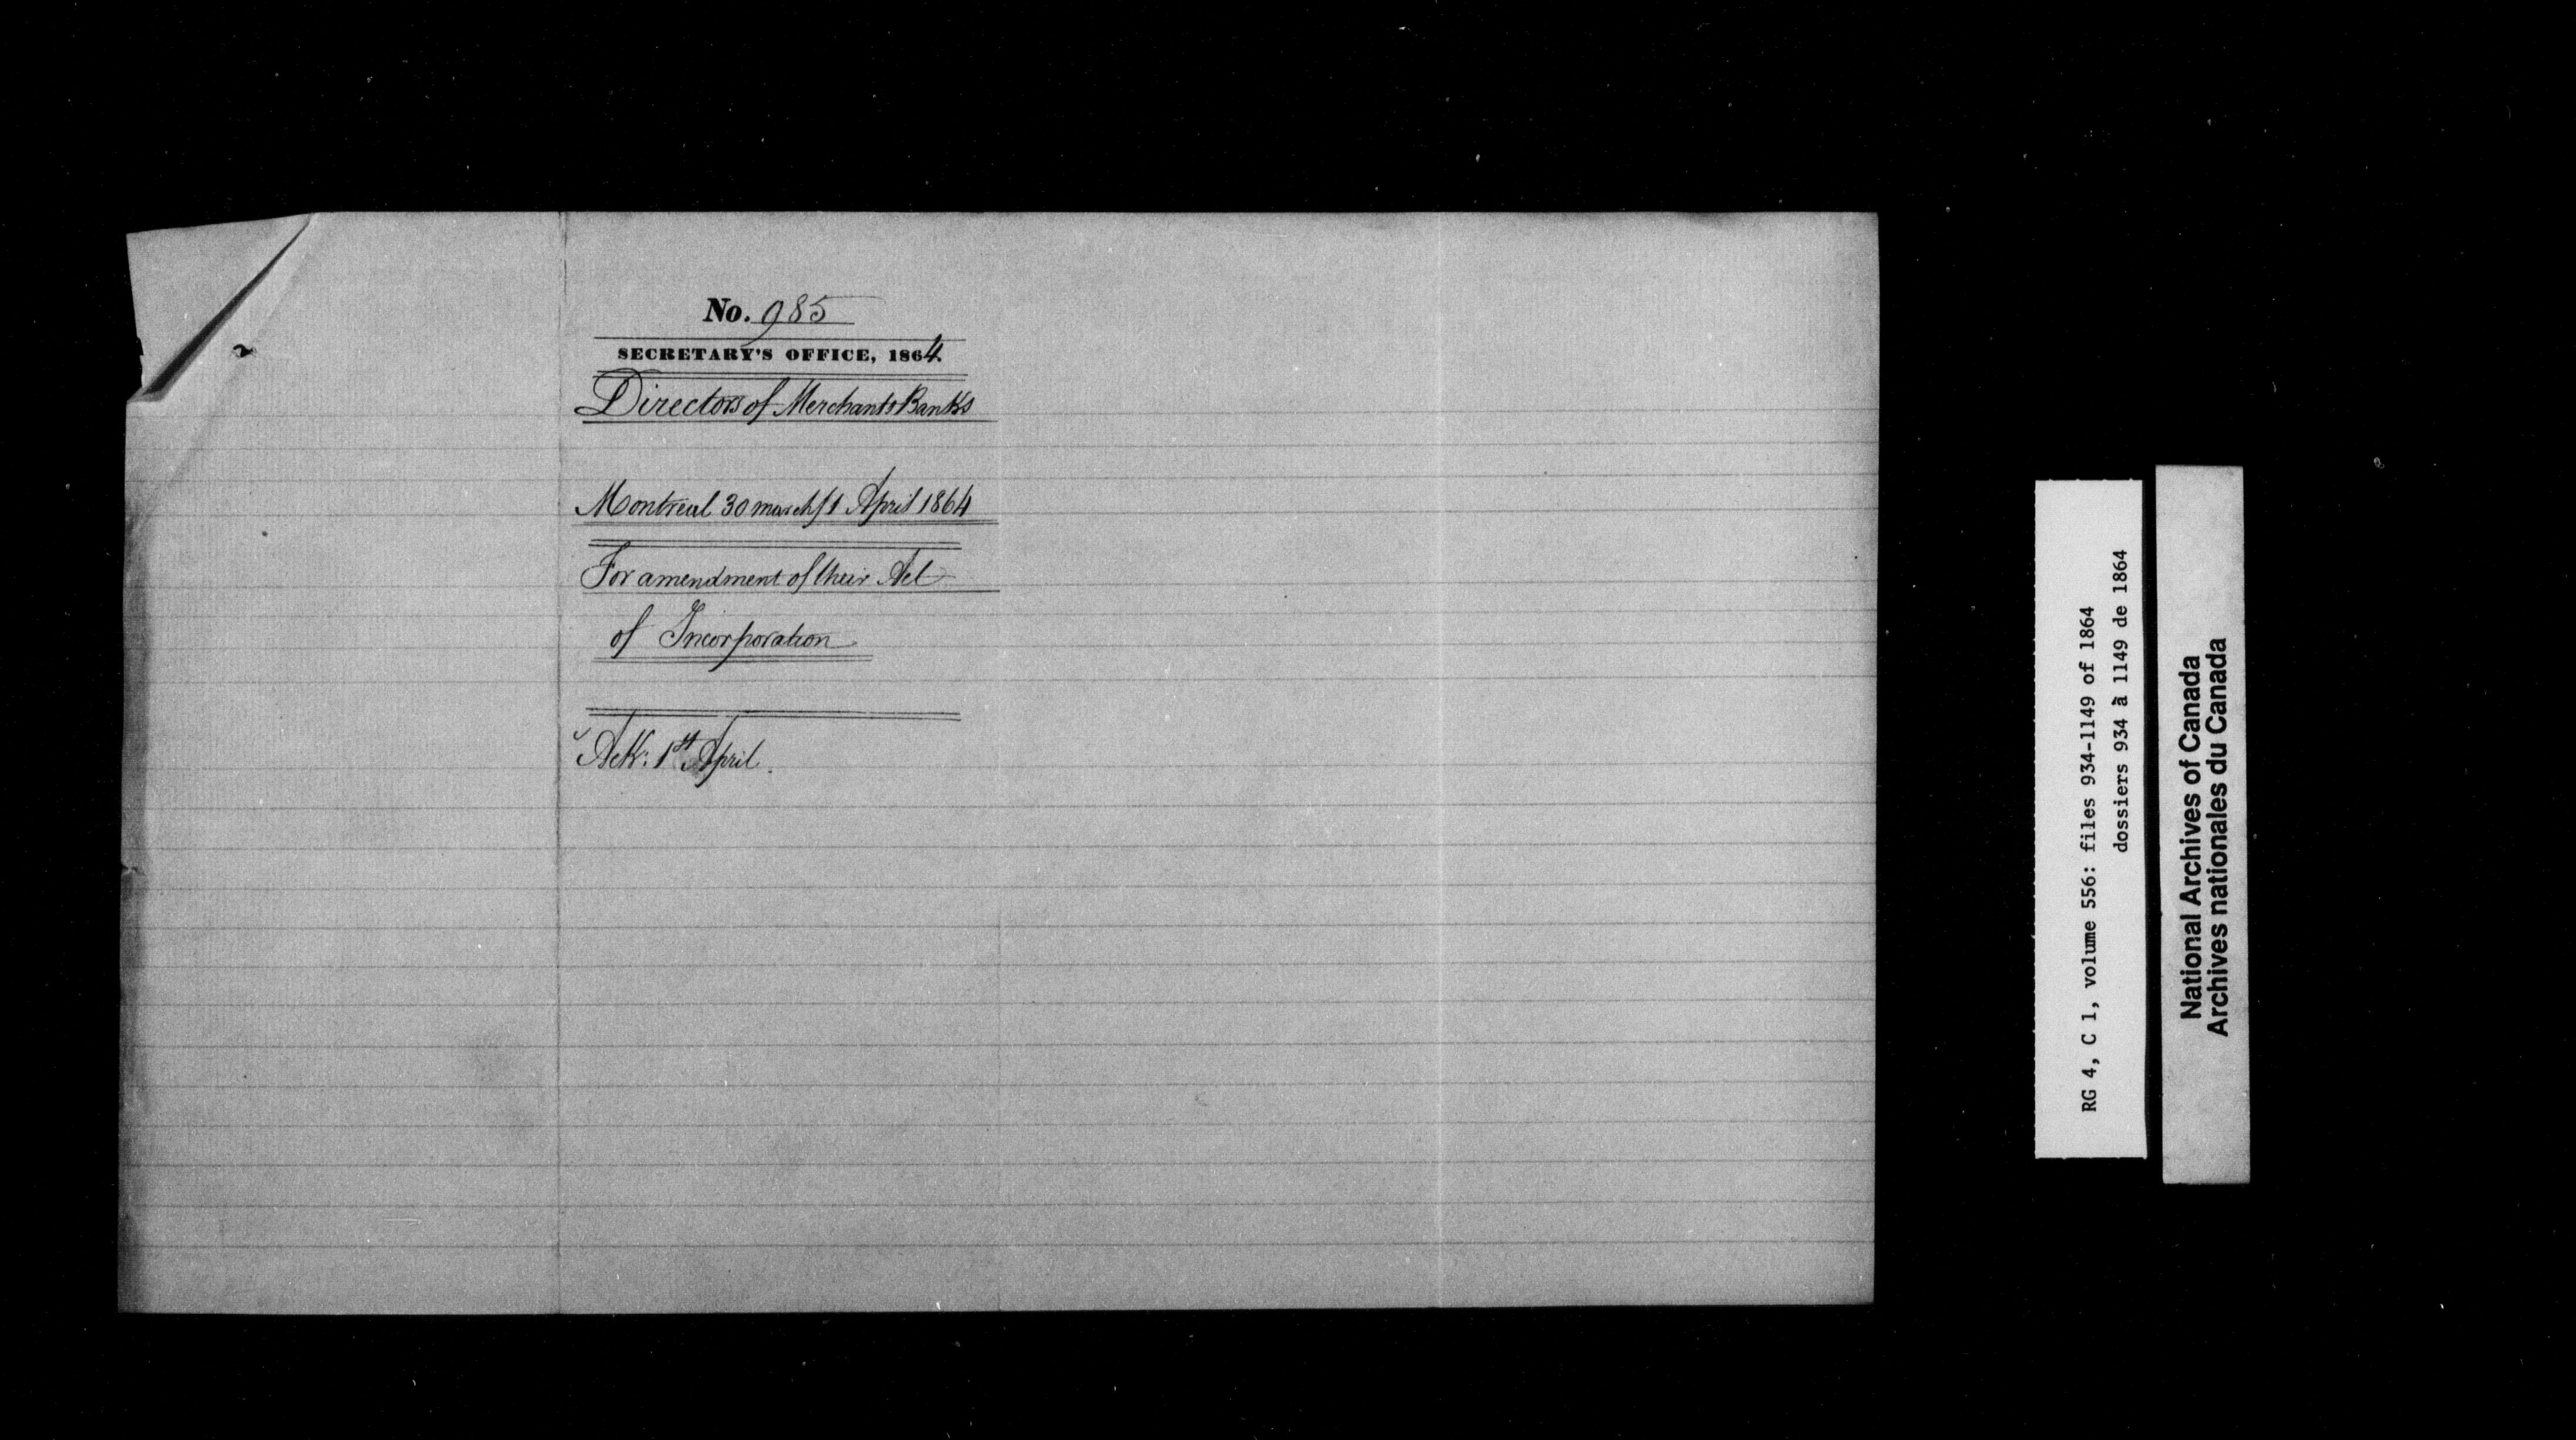 No. 985
SECRETARY'S OFFICE, 1864.
Directors of Merchants Banks
Montreal 30 march/1 April 1864
For amendment of their Act
of Incorporation
Ack: 1st April.
RG 4, C 1, volume 556: files 934-1149 of 1864
dossiers 934 à 1149 de 1864
National Archives of Canada
Archives nationales du Canada